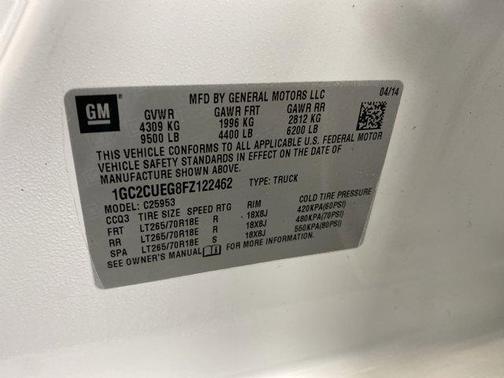 MFD BY GENERAL MOTORS LLC 04/14
GM
GVWR GAWR FRT GAWR RR
4309 KG 1996 KG 2812 KG
9500 LB 4400 LB 6200 LB
THIS VEHICLE CONFORMS TO ALL APPLICABLE U.S. FEDERAL MOTOR
VEHICLE SAFETY STANDARDS IN EFFECT ON THE DATE OF
MANUFACTURE SHOWN ABOVE.
1GC2CUEG8FZ122462 TYPE: TRUCK
MODEL: C25953
CCQ3 TIRE SIZE SPEED RTG RIM COLD TIRE PRESSURE
FRT LT265/70R18E R 18X8J 420KPA(60PSI)
RR LT265/70R18E R 18X8J 480KPA(70PSI)
SPA LT265/70R18E S 18X8J 550KPA(80PSI)
SEE OWNER'S MANUAL FOR MORE INFORMATION.